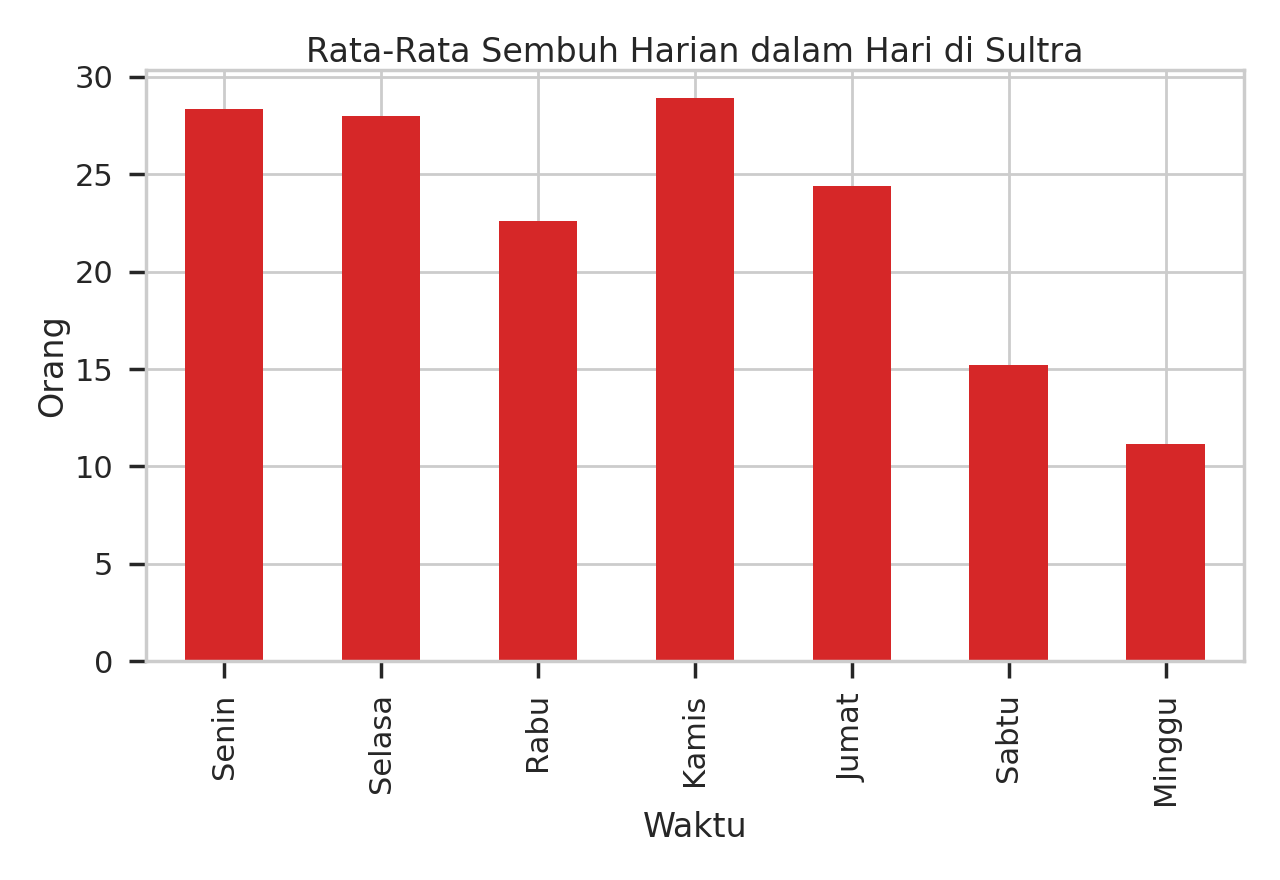 Rata-Rata Sembuh Harian dalam Hari di Sultra
30
25
20
15
10
5
0
Orang
Senin
Selasa
Rabu
Kamis
Jumat
Sabtu
Minggu
Waktu